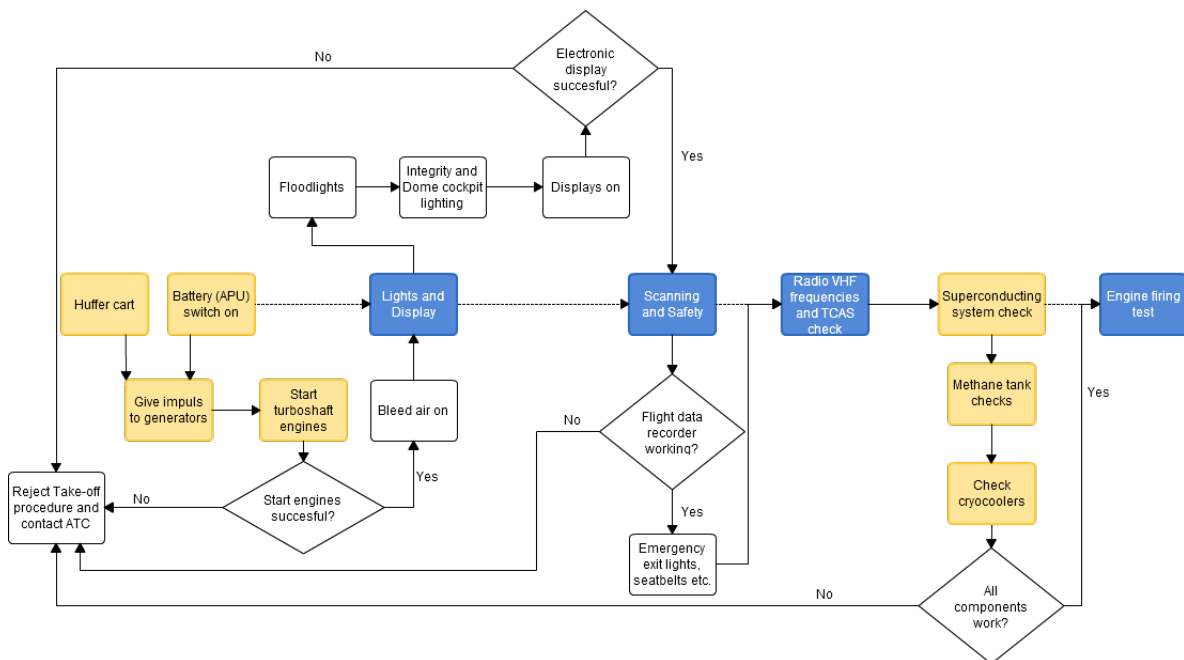 No
Electronic
display
succesful?
Yes
Floodlights
Integrity and
Dome cockpit
lighting
Displays on
Huffer cart
Battery (APU)
switch on
Lights and
Display
Scanning
and Safety
Radio VHF
frequencies
and TCAS
check
Superconducting
system check
Engine firing
test
Give impuls
to generators
Start
turboshaft
engines
Bleed air on
Flight data
recorder
working?
No
Methane tank
checks
Yes
Reject Take-off
procedure and
contact ATC
No
Start engines
succesful?
Yes
Yes
Check
cryocoolers
Emergency
exit lights,
seatbelts etc.
No
All
components
work?